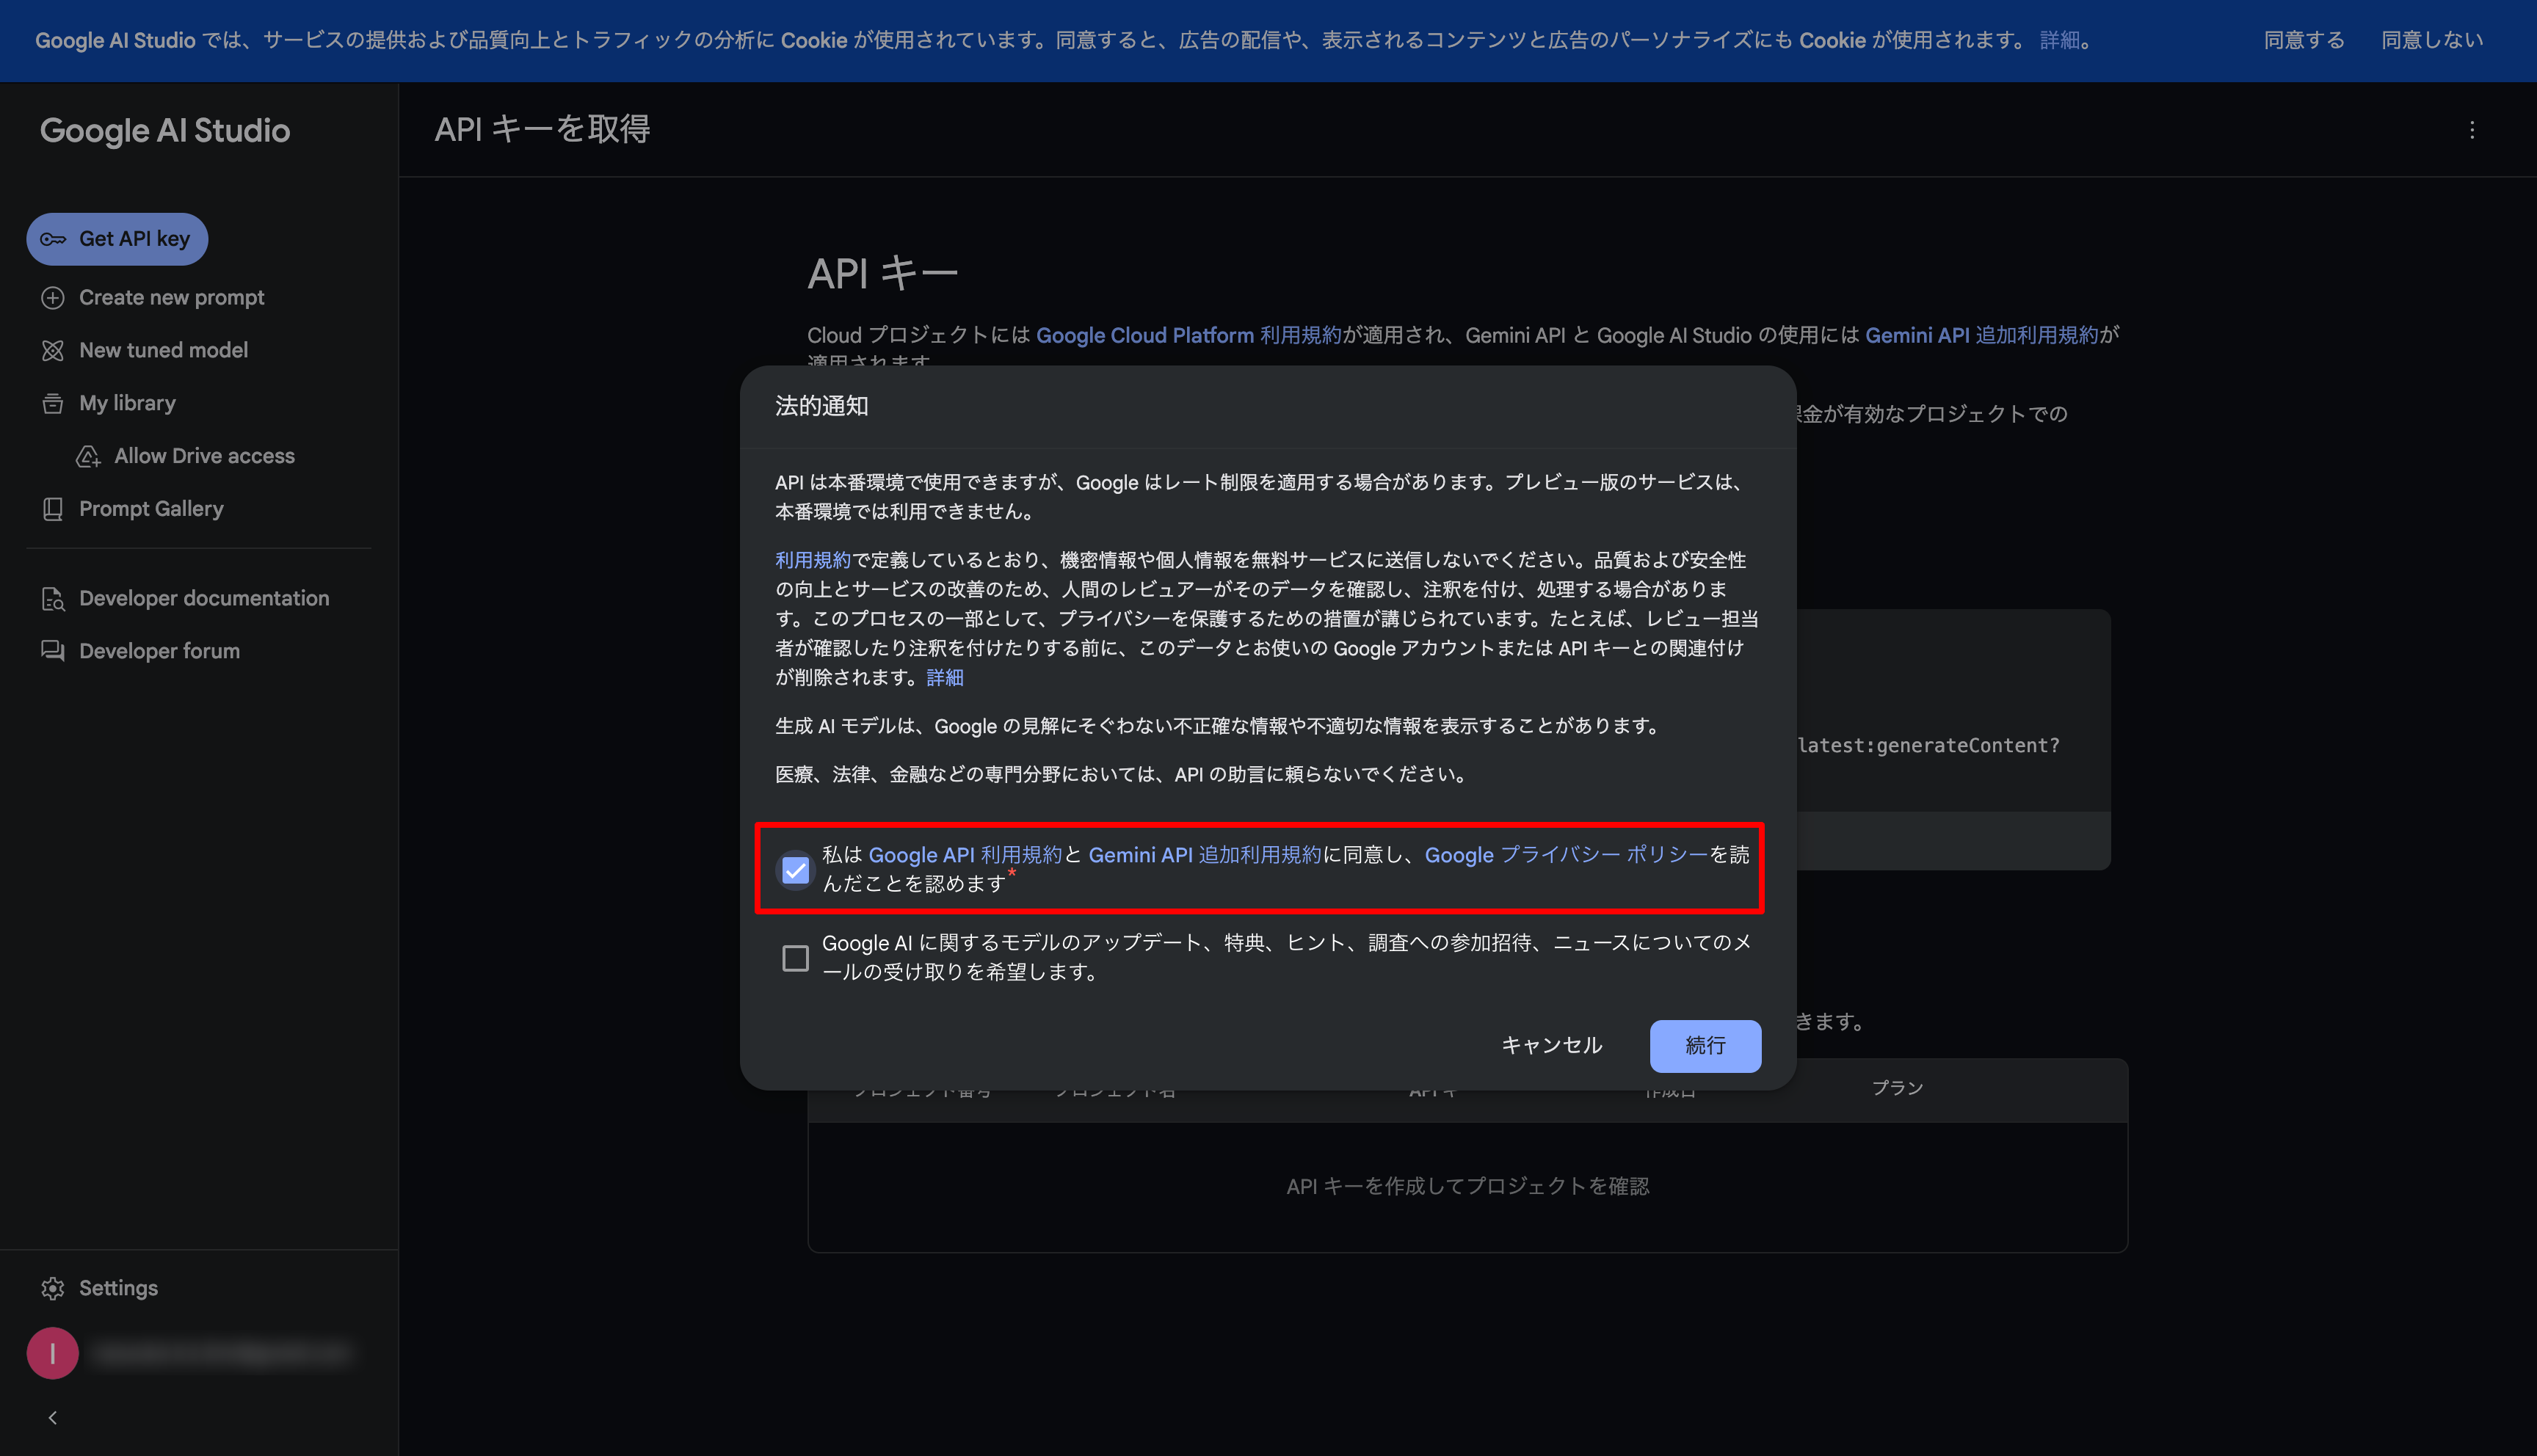 Google AI Studio では、サービスの提供および品質向上とトラフィックの分析に Cookie が使用されています。同意すると、広告の配信や、表示されるコンテンツと広告のパーソナライズにも Cookie が使用されます。 詳細。
同意する
同意しない
Google AI Studio
API キーを取得
Get API key
Create new prompt
New tuned model
My library
Allow Drive access
Prompt Gallery
Developer documentation
Developer forum
API キー
Cloud プロジェクトには Google Cloud Platform 利用規約が適用され、Gemini API と Google AI Studio の使用には Gemini API 追加利用規約が
適用されます
金が有効なプロジェクトでの
法的通知
API は本番環境で使用できますが、Google はレート制限を適用する場合があります。プレビュー版のサービスは、
本番環境では利用できません。
利用規約で定義しているとおり、機密情報や個人情報を無料サービスに送信しないでください。品質および安全性
の向上とサービスの改善のため、人間のレビュアーがそのデータを確認し、注釈を付け、処理する場合がありま
す。このプロセスの一部として、プライバシーを保護するための措置が講じられています。たとえば、レビュー担当
者が確認したり注釈を付けたりする前に、このデータとお使いの Google アカウントまたは API キーとの関連付け
が削除されます。詳細
生成 AI モデルは、Google の見解にそぐわない不正確な情報や不適切な情報を表示することがあります。
医療、法律、金融などの専門分野においては、API の助言に頼らないでください。
latest:generateContent?
私は Google API 利用規約と Gemini API 追加利用規約に同意し、Google プライバシー ポリシーを読
んだことを認めます*
Google AI に関するモデルのアップデート、特典、ヒント、調査への参加招待、ニュースについてのメ
ールの受け取りを希望します。
きます。
キャンセル
続行
プロジェクト番号
プロジェクト名
API キ
作成日
プラン
API キーを作成してプロジェクトを確認
Settings
I